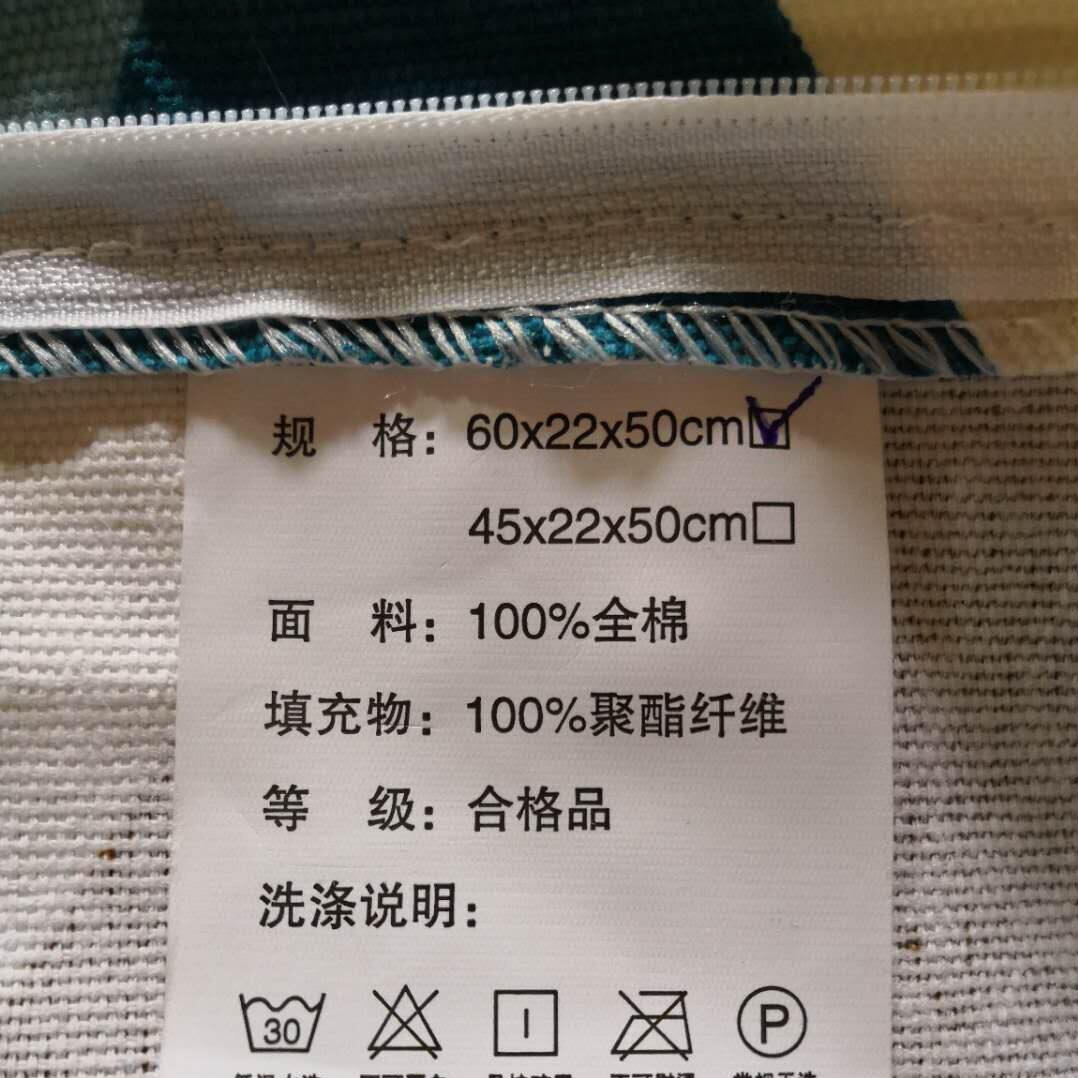 规 格：60x22x50cm☑
45x22x50cm☐
面 料：100%全棉
填充物：100%聚酯纤维
等 级：合格品
洗涤说明：
30 P